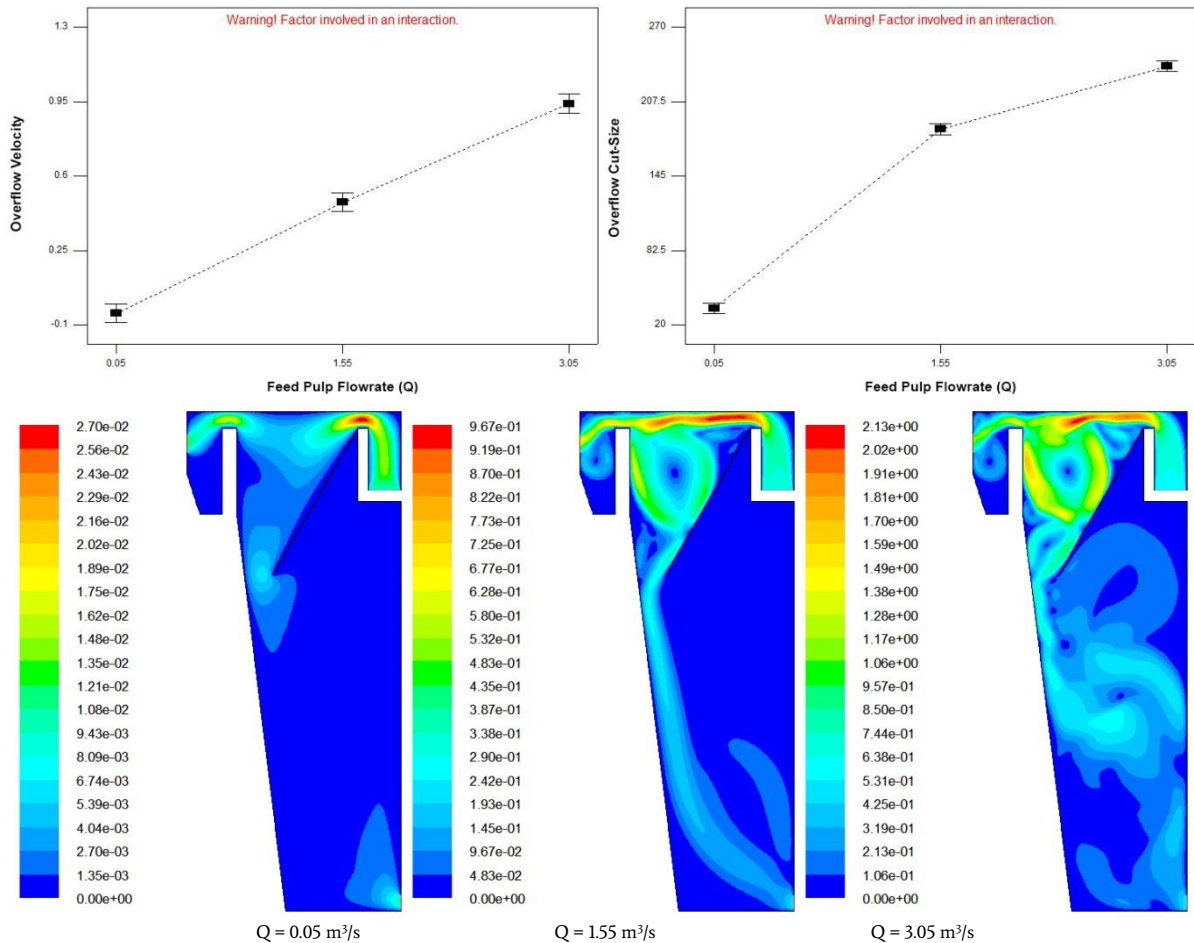 Warning! Factor involved in an interaction.
1.3
0.95
0.6
0.25
-0.1
Overflow Velocity
0.05
1.55
3.05
Feed Pulp Flowrate (Q)
Warning! Factor involved in an interaction.
270
207.5
145
82.5
20
Overflow Cut-Size
0.05
1.55
3.05
Feed Pulp Flowrate (Q)
2.70e-02
2.56e-02
2.43e-02
2.29e-02
2.16e-02
2.02e-02
1.89e-02
1.75e-02
1.62e-02
1.48e-02
1.35e-02
1.21e-02
1.08e-02
9.43e-03
8.09e-03
6.74e-03
5.39e-03
4.04e-03
2.70e-03
1.35e-03
0.00e+00
9.67e-01
9.19e-01
8.70e-01
8.22e-01
7.73e-01
7.25e-01
6.77e-01
6.28e-01
5.80e-01
5.32e-01
4.83e-01
4.35e-01
3.87e-01
3.38e-01
2.90e-01
2.42e-01
1.93e-01
1.45e-01
9.67e-02
4.83e-02
0.00e+00
2.13e+00
2.02e+00
1.91e+00
1.81e+00
1.70e+00
1.59e+00
1.49e+00
1.38e+00
1.28e+00
1.17e+00
1.06e+00
9.57e-01
8.50e-01
7.44e-01
6.38e-01
5.31e-01
4.25e-01
3.19e-01
2.13e-01
1.06e-01
0.00e+00
Q = 0.05 m³/s
Q = 1.55 m³/s
Q = 3.05 m³/s